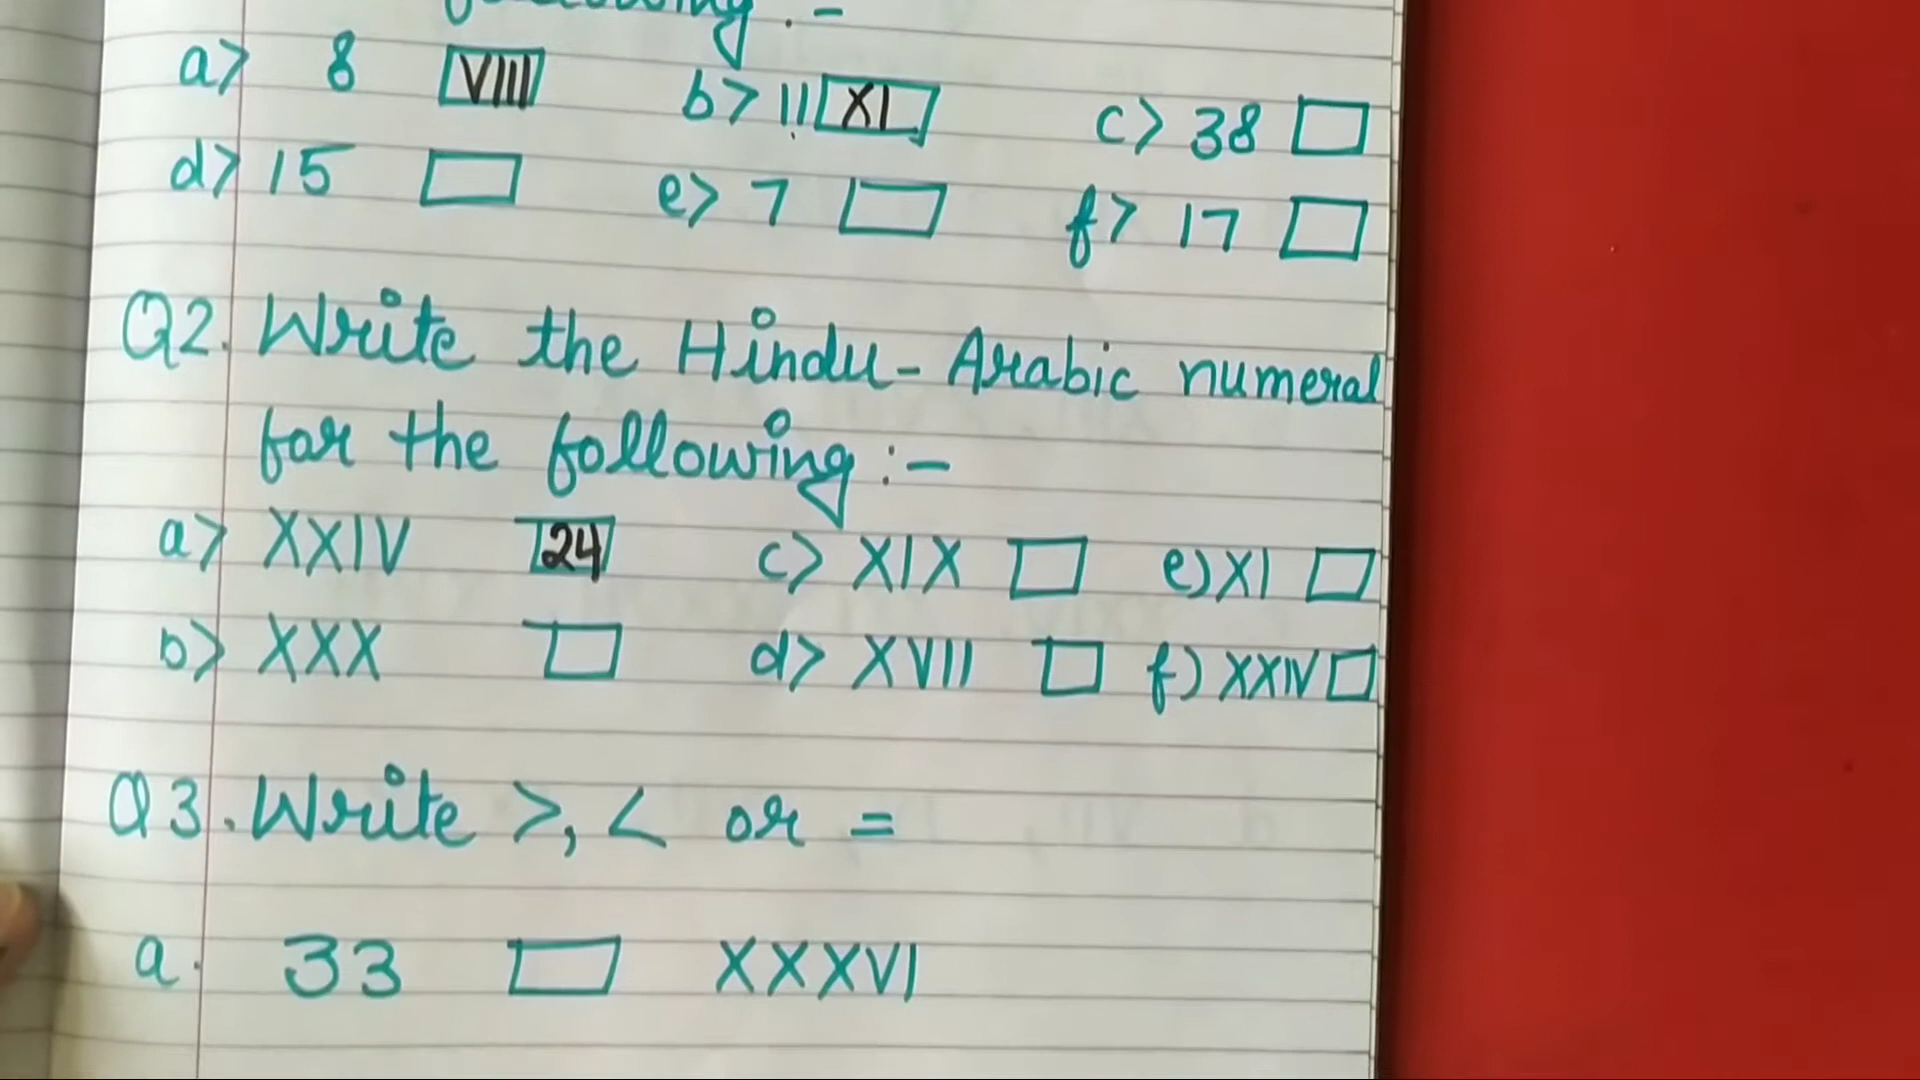 following :-
a> 8 VIII b> 11 XI c> 38
d> 15 e> 7 f> 17
Q2. Write the Hindu-Arabic numeral
for the following :-
a> XXIV 24 c> XIX e) XI
b> XXX d> XVII f) XXIV
Q3. Write >, < or =
a. 33 XXXVI